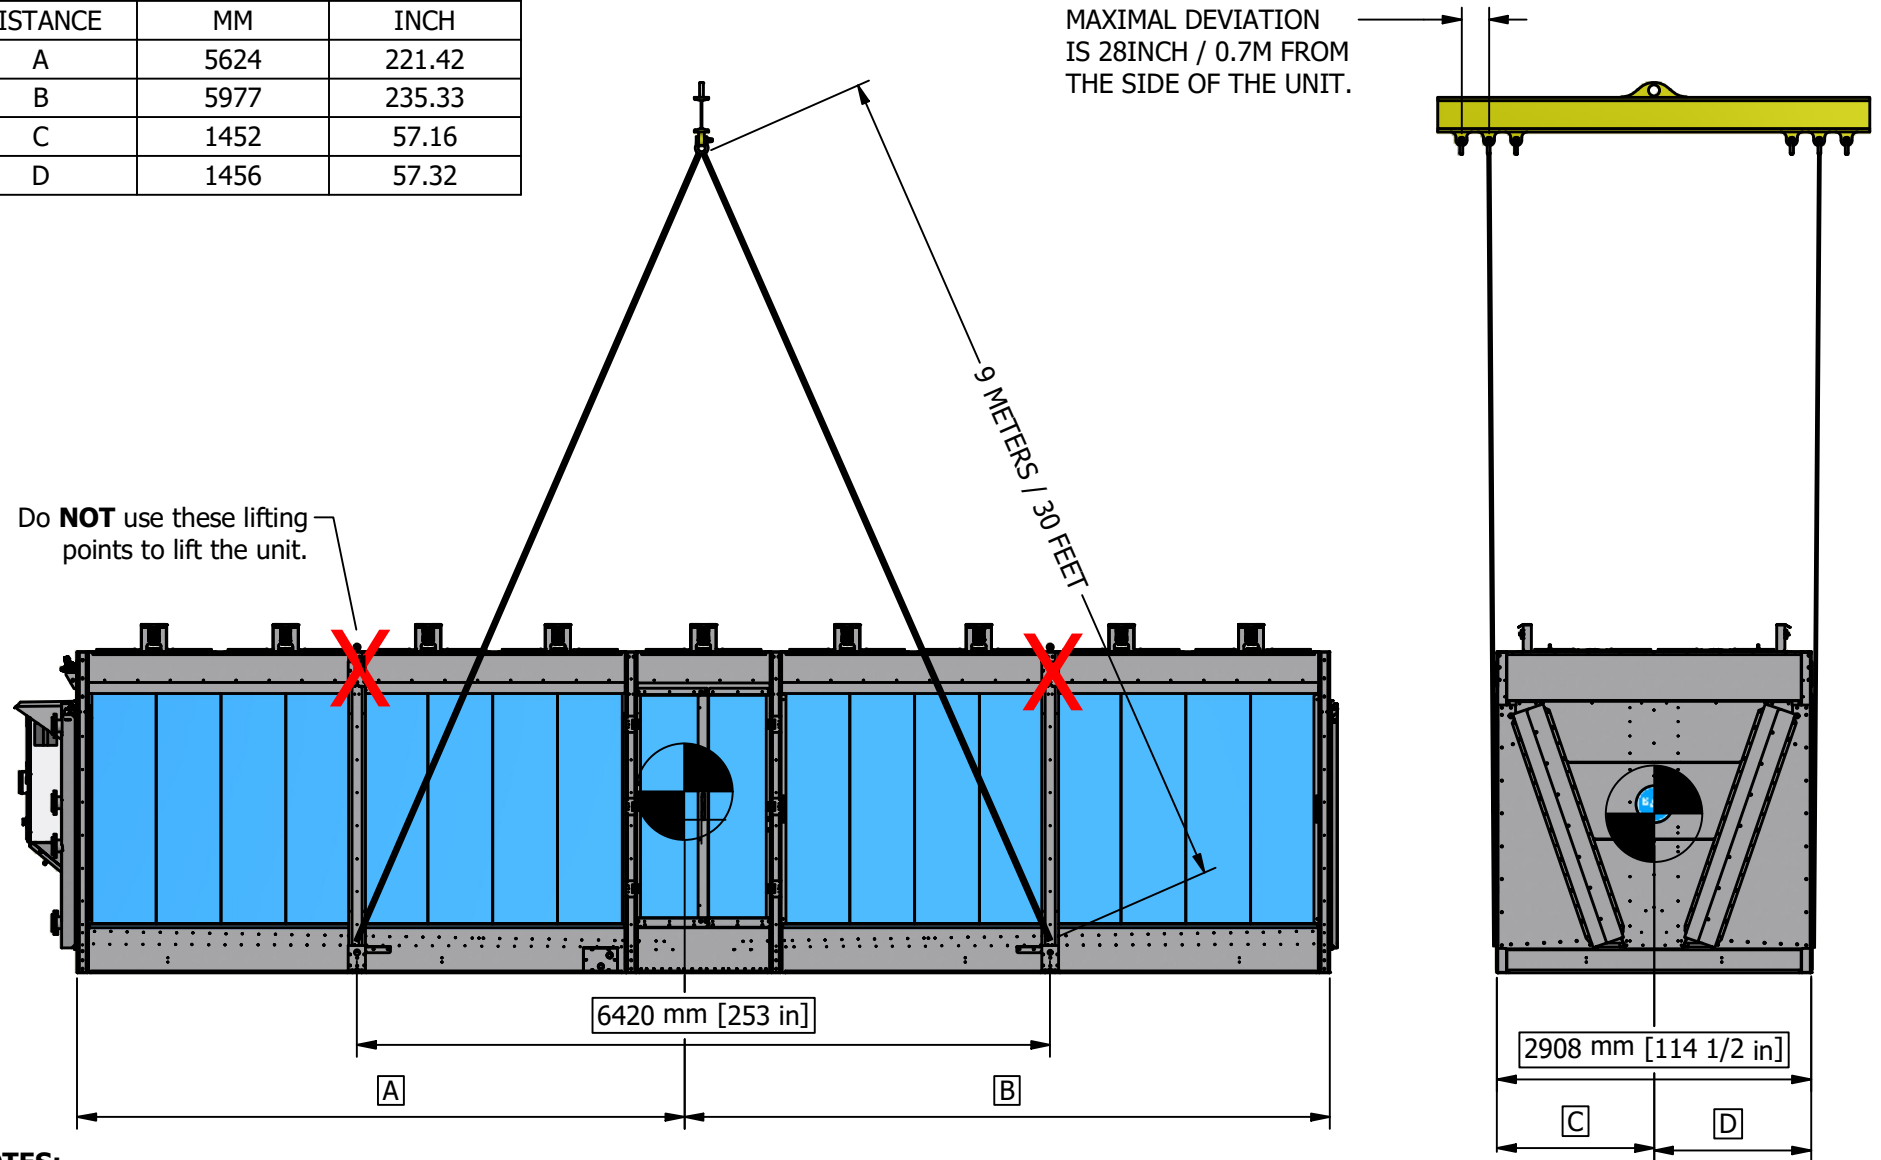 ISTANCE MM INCH
A 5624 221.42
B 5977 235.33
C 1452 57.16
D 1456 57.32
MAXIMAL DEVIATION
IS 28INCH / 0.7M FROM
THE SIDE OF THE UNIT.
9 METERS / 30 FEET
Do NOT use these lifting
points to lift the unit.
X X
6420 mm [253 in]
2908 mm [114 1/2 in]
A B
C D